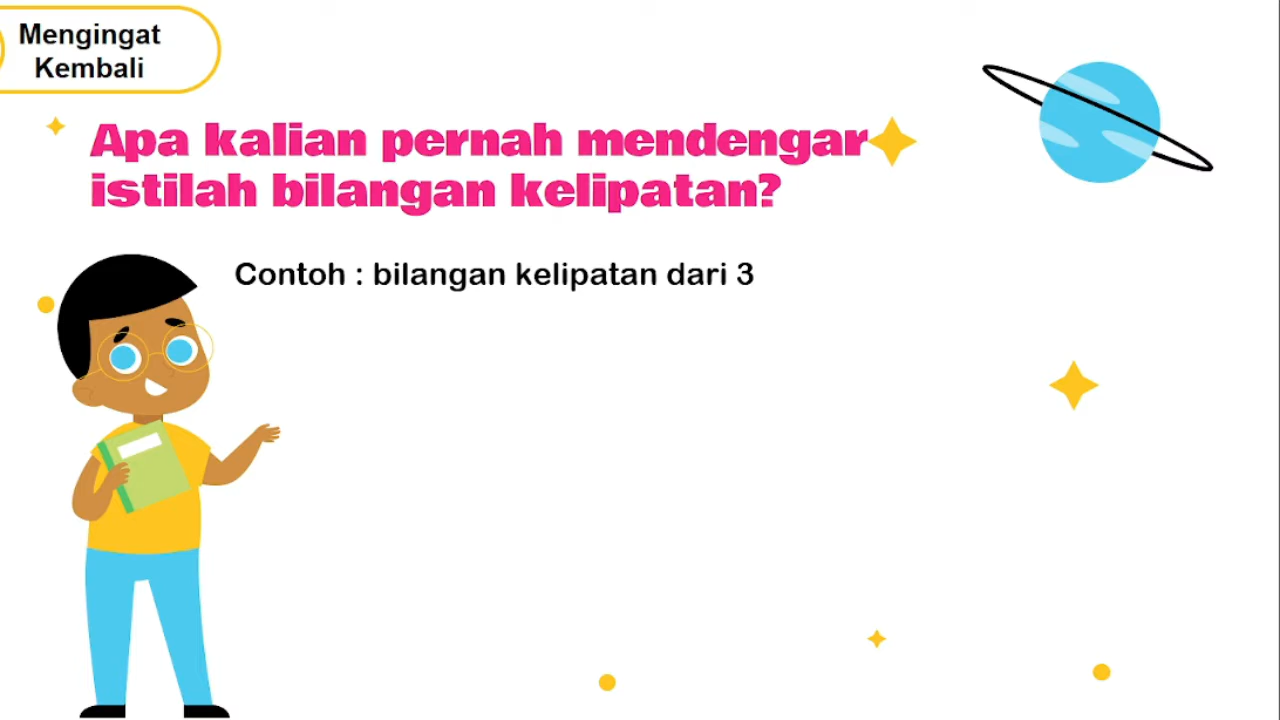 Mengingat
Kembali
Apa kalian pernah mendengar
istilah bilangan kelipatan?
Contoh : bilangan kelipatan dari 3